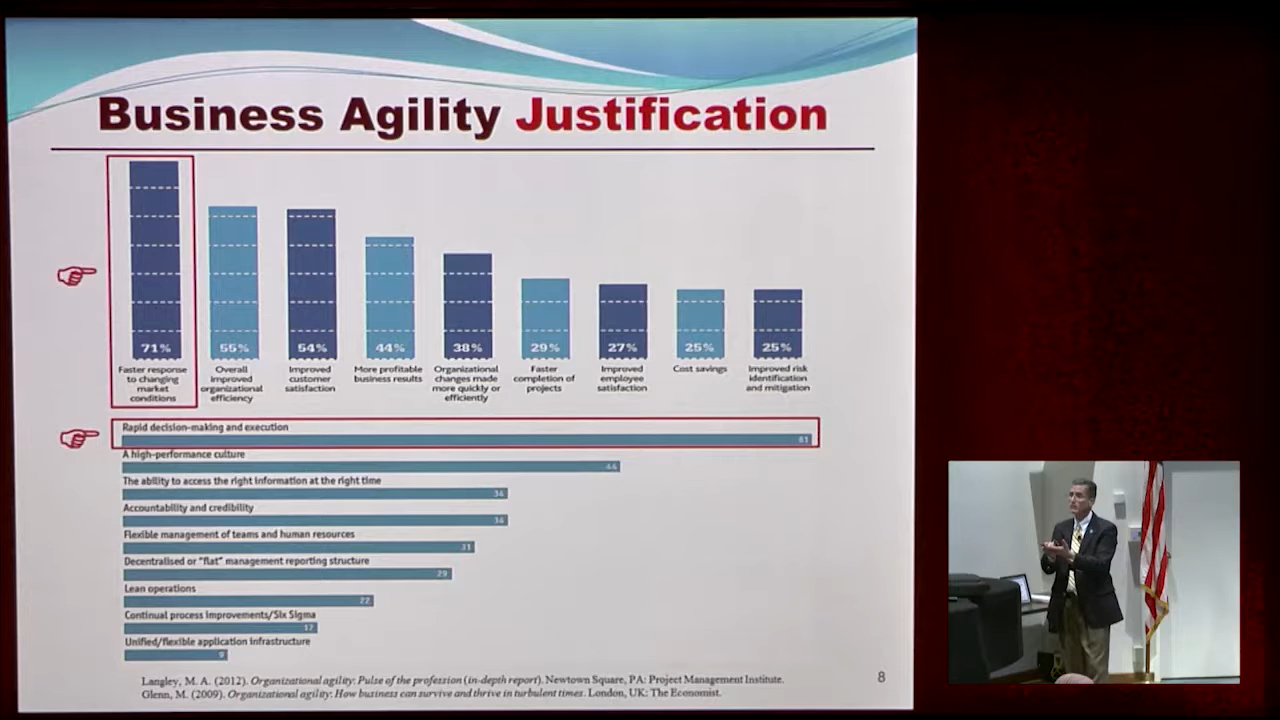 Business Agility Justification
71%
55%
54%
44%
38%
29%
27%
25%
25%
Faster response
to changing
market
conditions
Overall
improved
organizational
efficiency
Improved
customer
satisfaction
More profitable
business results
Organizational
changes made
more quickly or
efficiently
Faster
completion of
projects
Improved
employee
satisfaction
Cost savings
Improved risk
identification
and mitigation
Rapid decision-making and execution
61
A high-performance culture
44
The ability to access the right information at the right time
34
Accountability and credibility
34
Flexible management of teams and human resources
31
Decentralised or "flat" management reporting structure
29
Lean operations
22
Continual process improvements/Six Sigma
17
Unified/flexible application infrastructure
9
Langley, M. A. (2012). Organizational agility: Pulse of the profession (in-depth report). Newtown Square, PA: Project Management Institute.
Glenn, M. (2009). Organizational agility: How business can survive and thrive in turbulent times. London, UK: The Economist.
8